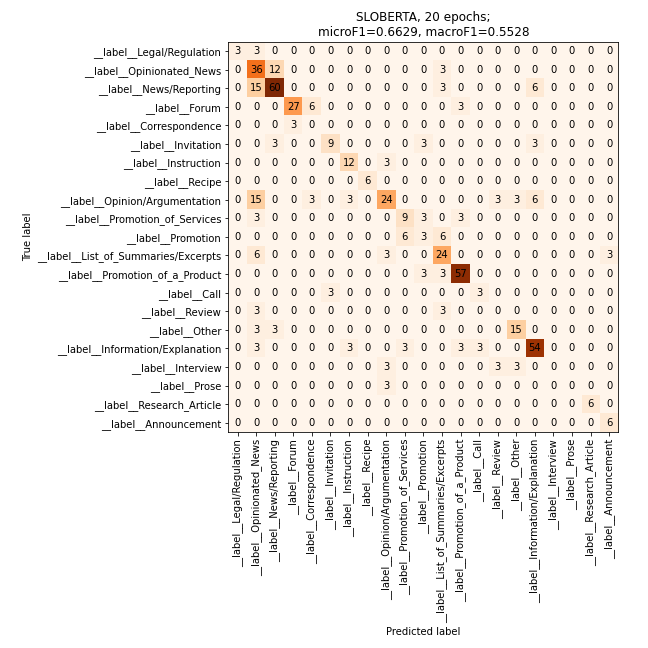 SLOBERTA, 20 epochs;
microF1=0.6629, macroF1=0.5528
True label
__label__Legal/Regulation 3 3 0 0 0 0 0 0 0 0 0 0 0 0 0 0 0 0 0 0 0
__label__Opinionated_News 0 36 12 0 0 0 0 0 0 0 0 3 0 0 0 0 0 0 0 0 0
__label__News/Reporting 0 15 60 0 0 0 0 0 0 0 0 3 0 0 0 0 6 0 0 0 0
__label__Forum 0 0 0 27 6 0 0 0 0 0 0 0 3 0 0 0 0 0 0 0 0
__label__Correspondence 0 0 0 3 0 0 0 0 0 0 0 0 0 0 0 0 0 0 0 0 0
__label__Invitation 0 0 3 0 0 9 0 0 0 0 3 0 0 0 0 0 3 0 0 0 0
__label__Instruction 0 0 0 0 0 0 12 0 3 0 0 0 0 0 0 0 0 0 0 0 0
__label__Recipe 0 0 0 0 0 0 0 6 0 0 0 0 0 0 0 0 0 0 0 0 0
__label__Opinion/Argumentation 0 15 0 0 3 0 3 0 24 0 0 0 0 0 3 3 6 0 0 0 0
__label__Promotion_of_Services 0 3 0 0 0 0 0 0 0 9 3 0 3 0 0 0 0 0 0 0 0
__label__Promotion 0 0 0 0 0 0 0 0 0 6 3 6 0 0 0 0 0 0 0 0 0
__label__List_of_Summaries/Excerpts 0 6 0 0 0 0 0 0 3 0 0 24 0 0 0 0 0 0 0 0 3
__label__Promotion_of_a_Product 0 0 0 0 0 0 0 0 0 0 3 3 57 0 0 0 0 0 0 0 0
__label__Call 0 0 0 0 0 3 0 0 0 0 0 0 0 3 0 0 0 0 0 0 0
__label__Review 0 3 0 0 0 0 0 0 0 0 0 3 0 0 0 0 0 0 0 0 0
__label__Other 0 3 3 0 0 0 0 0 0 0 0 0 0 0 0 15 0 0 0 0 0
__label__Information/Explanation 0 3 0 0 0 0 3 0 0 3 0 0 3 3 0 0 54 0 0 0 0
__label__Interview 0 0 0 0 0 0 0 0 3 0 0 0 0 0 3 3 0 0 0 0 0
__label__Prose 0 0 0 0 0 0 0 0 3 0 0 0 0 0 0 0 0 0 0 0 0
__label__Research_Article 0 0 0 0 0 0 0 0 0 0 0 0 0 0 0 0 0 0 0 6 0
__label__Announcement 0 0 0 0 0 0 0 0 0 0 0 0 0 0 0 0 0 0 0 0 6
__label__Legal/Regulation
__label__Opinionated_News
__label__News/Reporting
__label__Forum
__label__Correspondence
__label__Invitation
__label__Instruction
__label__Recipe
__label__Opinion/Argumentation
__label__Promotion_of_Services
__label__Promotion
__label__List_of_Summaries/Excerpts
__label__Promotion_of_a_Product
__label__Call
__label__Review
__label__Other
__label__Information/Explanation
__label__Interview
__label__Prose
__label__Research_Article
__label__Announcement
Predicted label